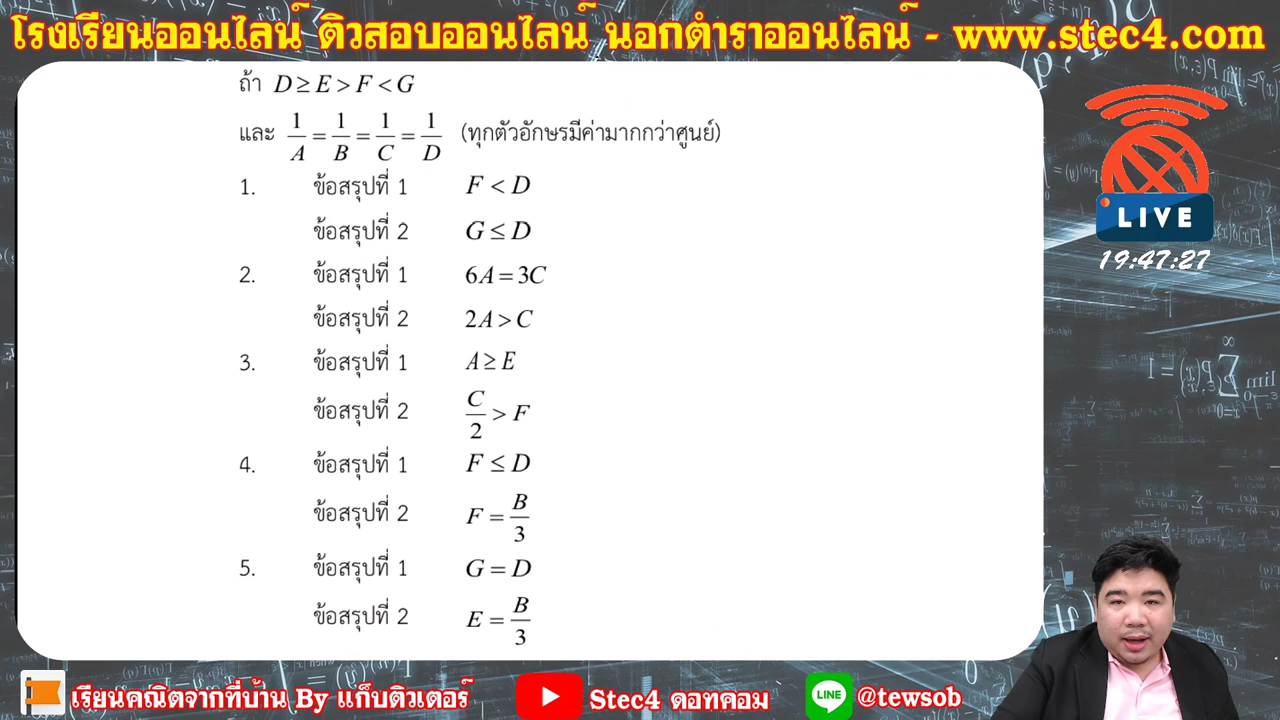 โรงเรียนออนไลน์ ติวสอบออนไลน์ นอกตำราออนไลน์ - www.stec4.com
ถ้า D ≥ E > F < G
และ 1/A = 1/B = 1/C = 1/D (ทุกตัวอักษรมีค่ามากกว่าศูนย์)
1. ข้อสรุปที่ 1 F < D
ข้อสรุปที่ 2 G ≤ D
2. ข้อสรุปที่ 1 6A = 3C
ข้อสรุปที่ 2 2A > C
3. ข้อสรุปที่ 1 A ≥ E
ข้อสรุปที่ 2 C/2 > F
4. ข้อสรุปที่ 1 F ≤ D
ข้อสรุปที่ 2 F = B/3
5. ข้อสรุปที่ 1 G = D
ข้อสรุปที่ 2 E = B/3
LIVE
19:47:27
เรียนคณิตจากที่บ้าน By แก็บติวเตอร์
Stec4 ดอทคอม
LINE
@tewsob